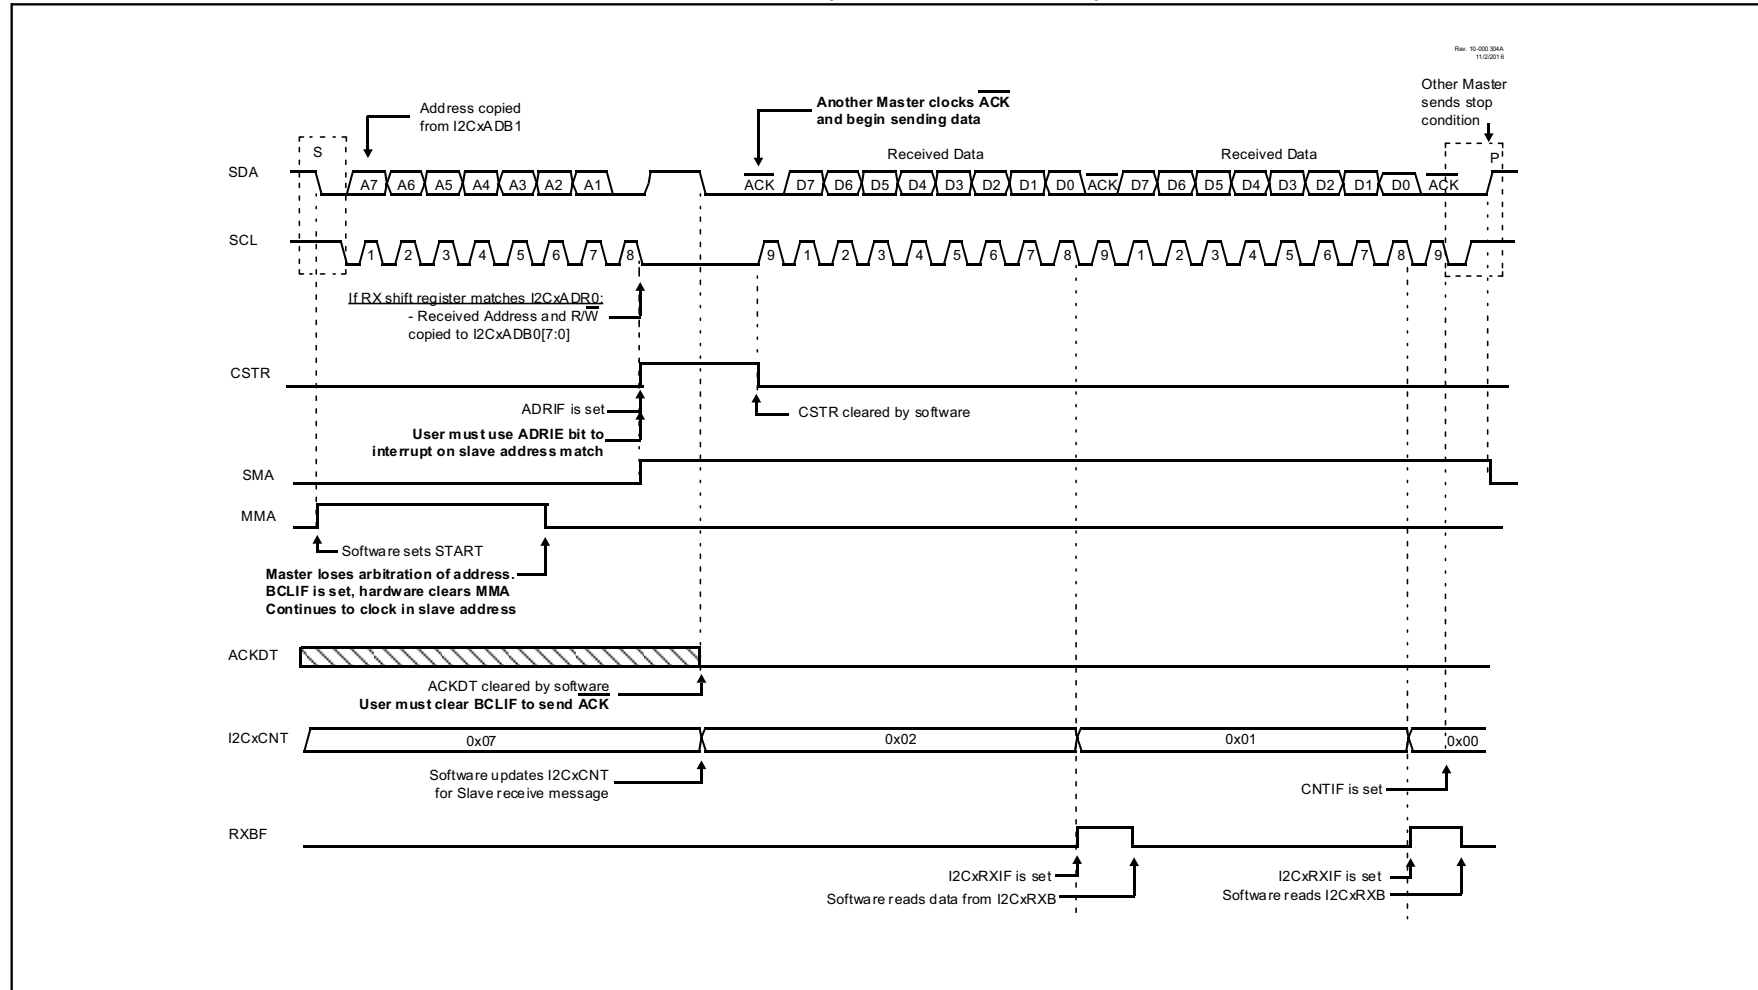 Rev. 10-000 304A
11/2/2016
Other Master
sends stop
condition
Address copied
from I2CxADB1
Another Master clocks ACK
and begin sending data
S
Received Data
Received Data
P
SDA
A7 A6 A5 A4 A3 A2 A1
ACK D7 D6 D5 D4 D3 D2 D1 D0 ACK D7 D6 D5 D4 D3 D2 D1 D0 ACK
SCL
1 2 3 4 5 6 7 8 9 1 2 3 4 5 6 7 8 9 1 2 3 4 5 6 7 8 9
If RX shift register matches I2CxADR0:
- Received Address and R/W
copied to I2CxADB0[7:0]
CSTR
ADRIF is set
CSTR cleared by software
User must use ADRIE bit to
interrupt on slave address match
SMA
MMA
Software sets START
Master loses arbitration of address.
BCLIF is set, hardware clears MMA
Continues to clock in slave address
ACKDT
ACKDT cleared by software
User must clear BCLIF to send ACK
I2CxCNT
0x07 0x02 0x01 0x00
Software updates I2CxCNT
for Slave receive message
CNTIF is set
RXBF
I2CxRXIF is set
Software reads data from I2CxRXB
I2CxRXIF is set
Software reads I2CxRXB